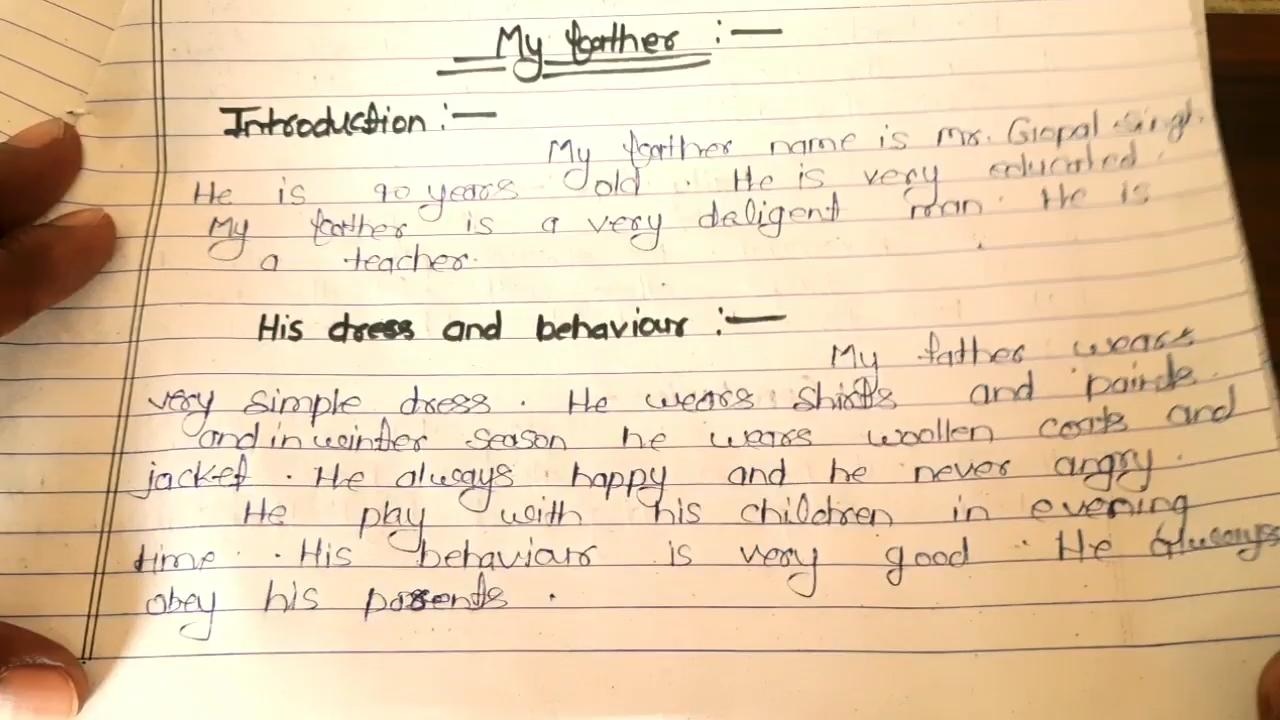 My father :-
Introduction :-
My father name is Mr. Gopal Singh.
He is 90 years old. He is very educated.
My father is a very deligent man. He is
a teacher.
His dress and behaviour :-
My father wears
very simple dress. He wears shirts and paints.
and in winter season he wears woollen coats and
jacket. He always happy and he never angry.
He play with his children in evening
time. His behaviour is very good. He always
obey his parents.